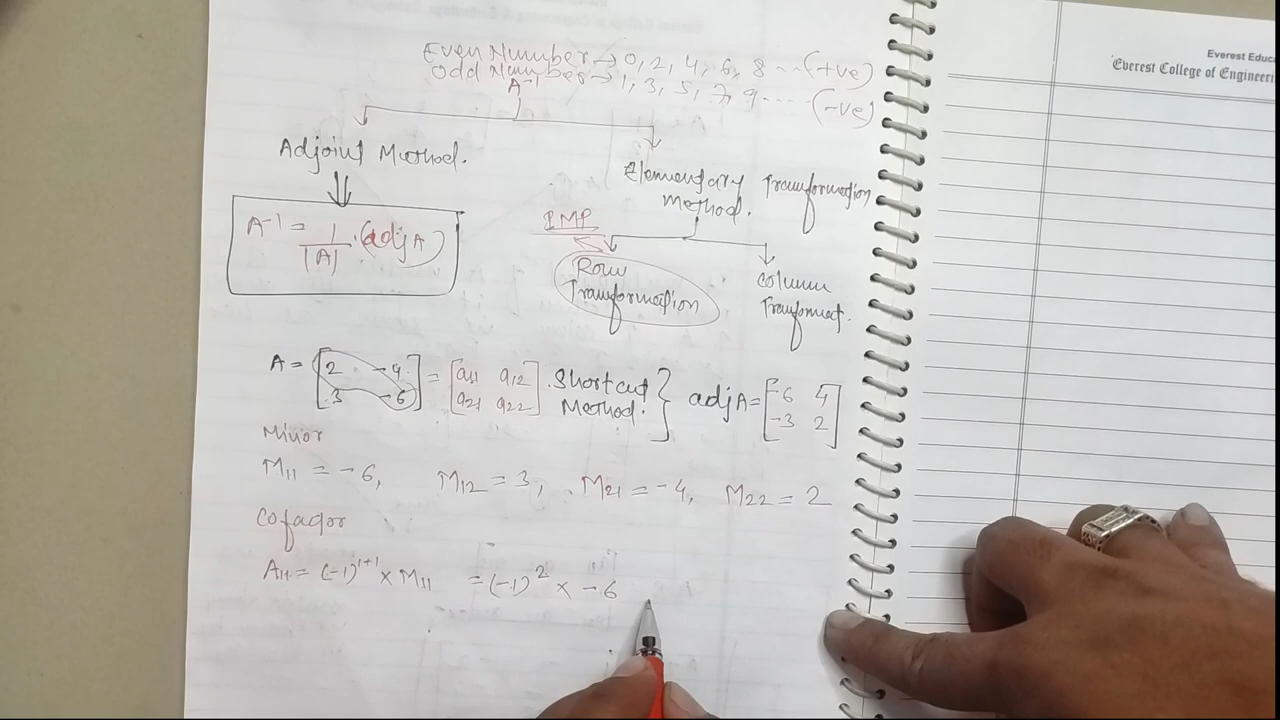 Even Number → 0, 2, 4, 6, 8 ... (+ve)
Odd Number → 1, 3, 5, 7, 9 .... (-ve)
A⁻¹
Adjoint Method.
Elementary Transformation
Method.
A⁻¹ = 1/|A| . (adj A)
IMP
Row
Transformation
Column
Transformat.
A = [2 -4; 3 -6] = [a11 a12; a21 a22] . Shortcut Method. } adj A = [-6 4; -3 2]
Minor
M11 = -6, M12 = 3, M21 = -4, M22 = 2
Cofactor
A11 = (-1)^1+1 × M11 = (-1)^2 × -6
Everest Educa
Everest College of Engineeri